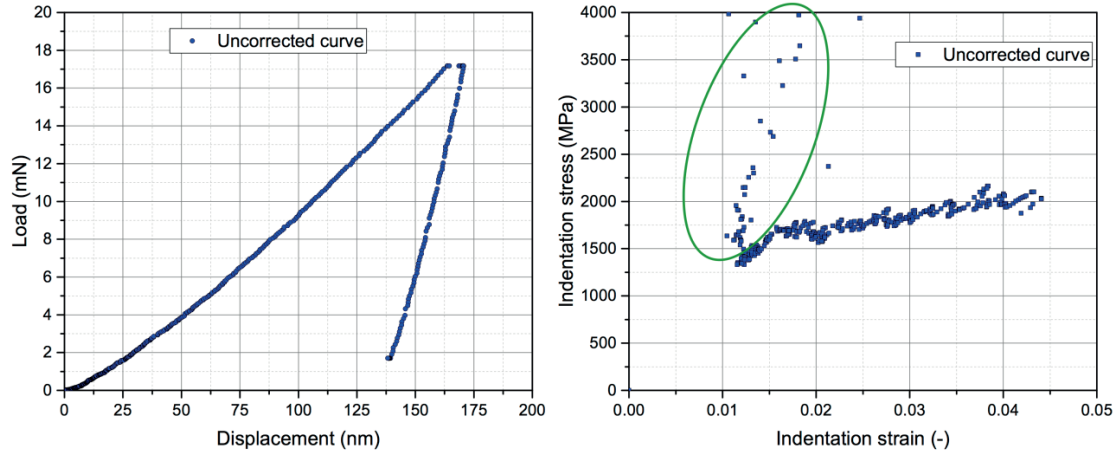 20
18
16
14
12
10
8
6
4
2
0
Load (mN)
Uncorrected curve
0 25 50 75 100 125 150 175 200
Displacement (nm)
4000
3500
3000
2500
2000
1500
1000
500
0
Indentation stress (MPa)
Uncorrected curve
0.00 0.01 0.02 0.03 0.04 0.05
Indentation strain (-)